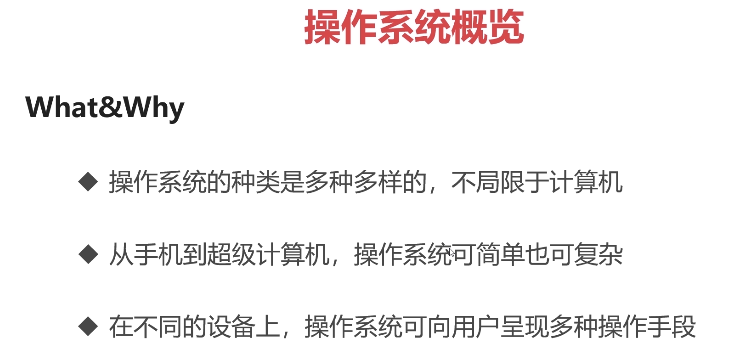 操作系统概览
What&Why
◆ 操作系统的种类是多种多样的，不局限于计算机
◆ 从手机到超级计算机，操作系统可简单也可复杂
◆ 在不同的设备上，操作系统可向用户呈现多种操作手段